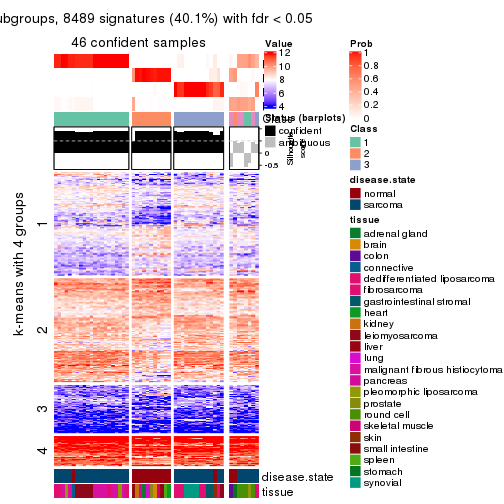 ubgroups, 8489 signatures (40.1%) with fdr < 0.05
46 confident samples
k-means with 4 groups
1
2
3
4
Value
12
10
8
6
4
Status (barplots)
confident
ambiguous
0
-0.5
Silhouette
score
disease.state
tissue
Prob
1
0.8
0.6
0.4
0.2
0
Class
1
2
3
disease.state
normal
sarcoma
tissue
adrenal gland
brain
colon
connective
dedifferentiated liposarcoma
fibrosarcoma
gastrointestinal stromal
heart
kidney
leiomyosarcoma
liver
lung
malignant fibrous histiocytoma
pancreas
pleomorphic liposarcoma
prostate
round cell
skeletal muscle
skin
small intestine
spleen
stomach
synovial